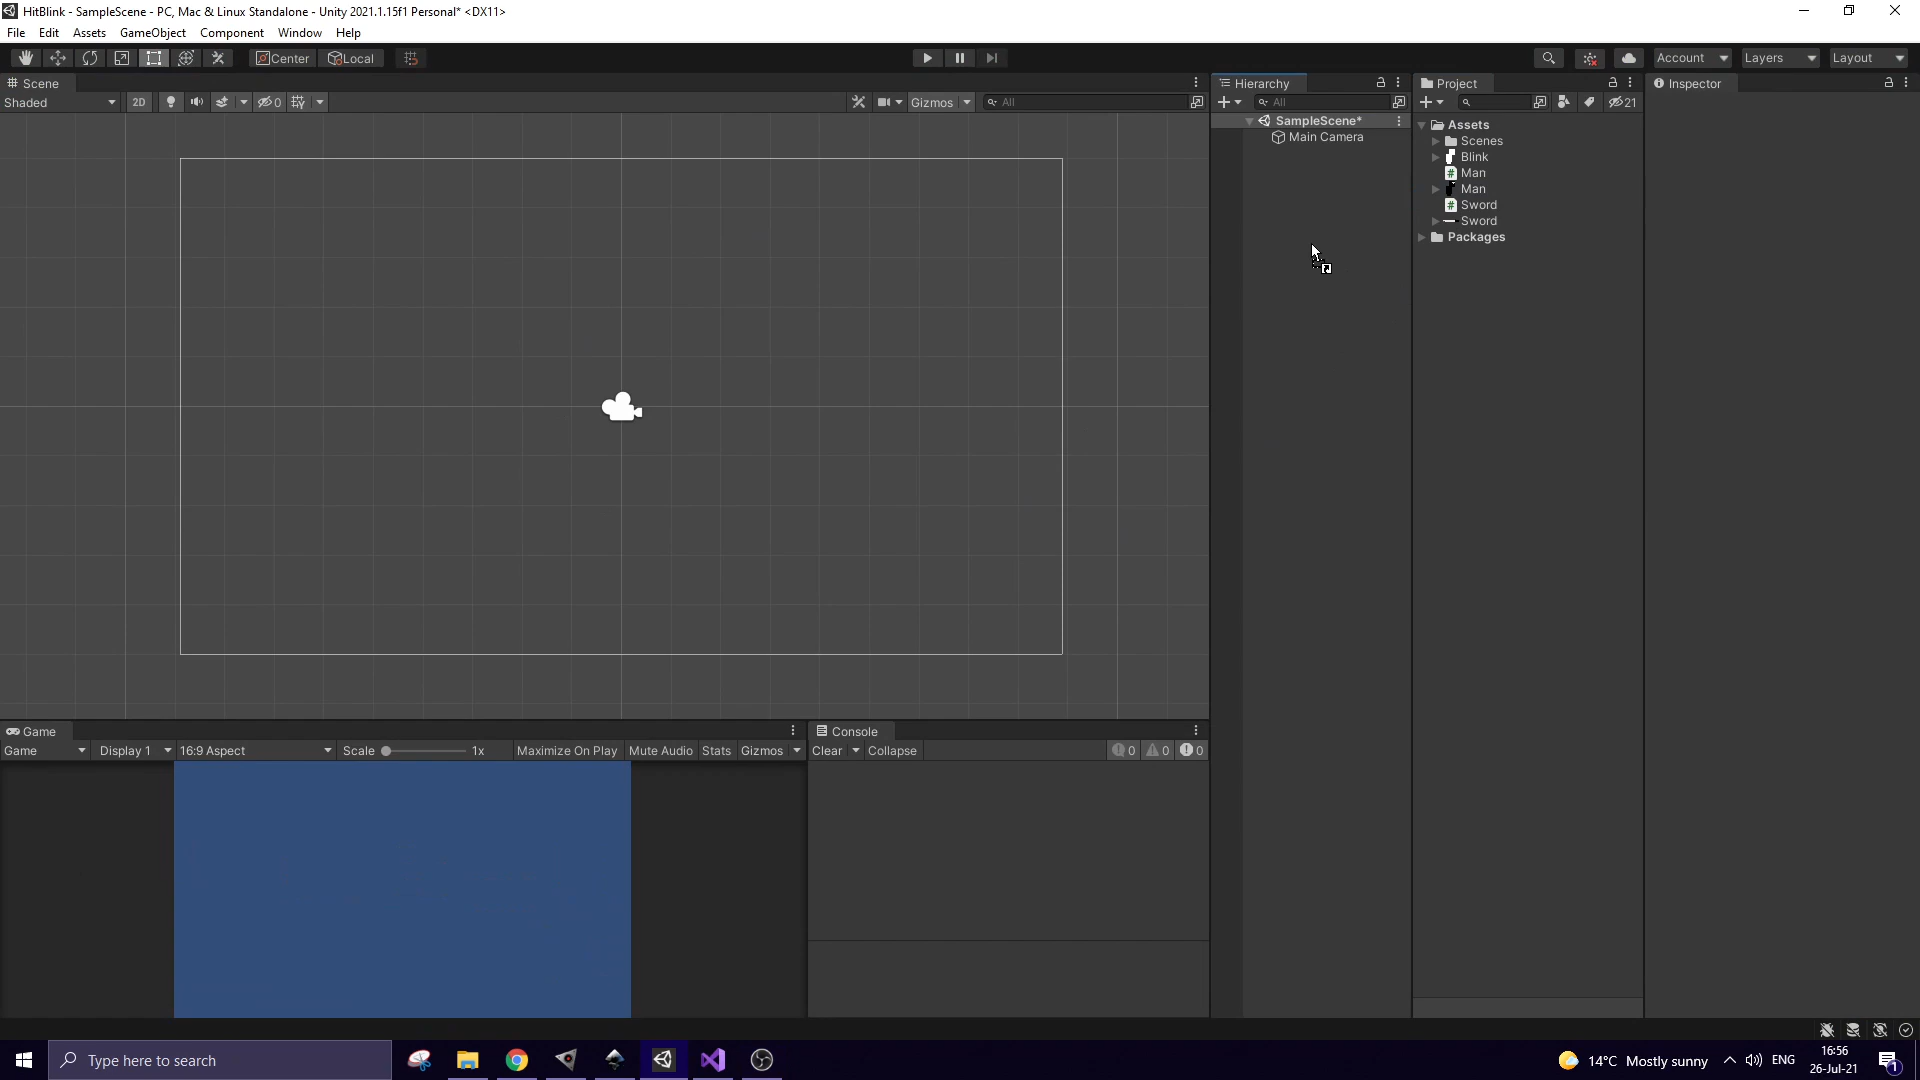 HitBlink - SampleScene - PC, Mac & Linux Standalone - Unity 2021.1.15f1 Personal* <DX11>
File Edit Assets GameObject Component Window Help
Center Local Account Layers Layout
Scene Hierarchy Project Inspector
Shaded 2D 0 Gizmos All All 21
SampleScene* Assets
Main Camera Scenes
Blink
Man
Man
Sword
Sword
Packages
Game Console
Game Display 1 16:9 Aspect Scale 1x Maximize On Play Mute Audio Stats Gizmos Clear Collapse 0 0 0
Type here to search 14°C Mostly sunny ENG 16:56
26-Jul-21 1